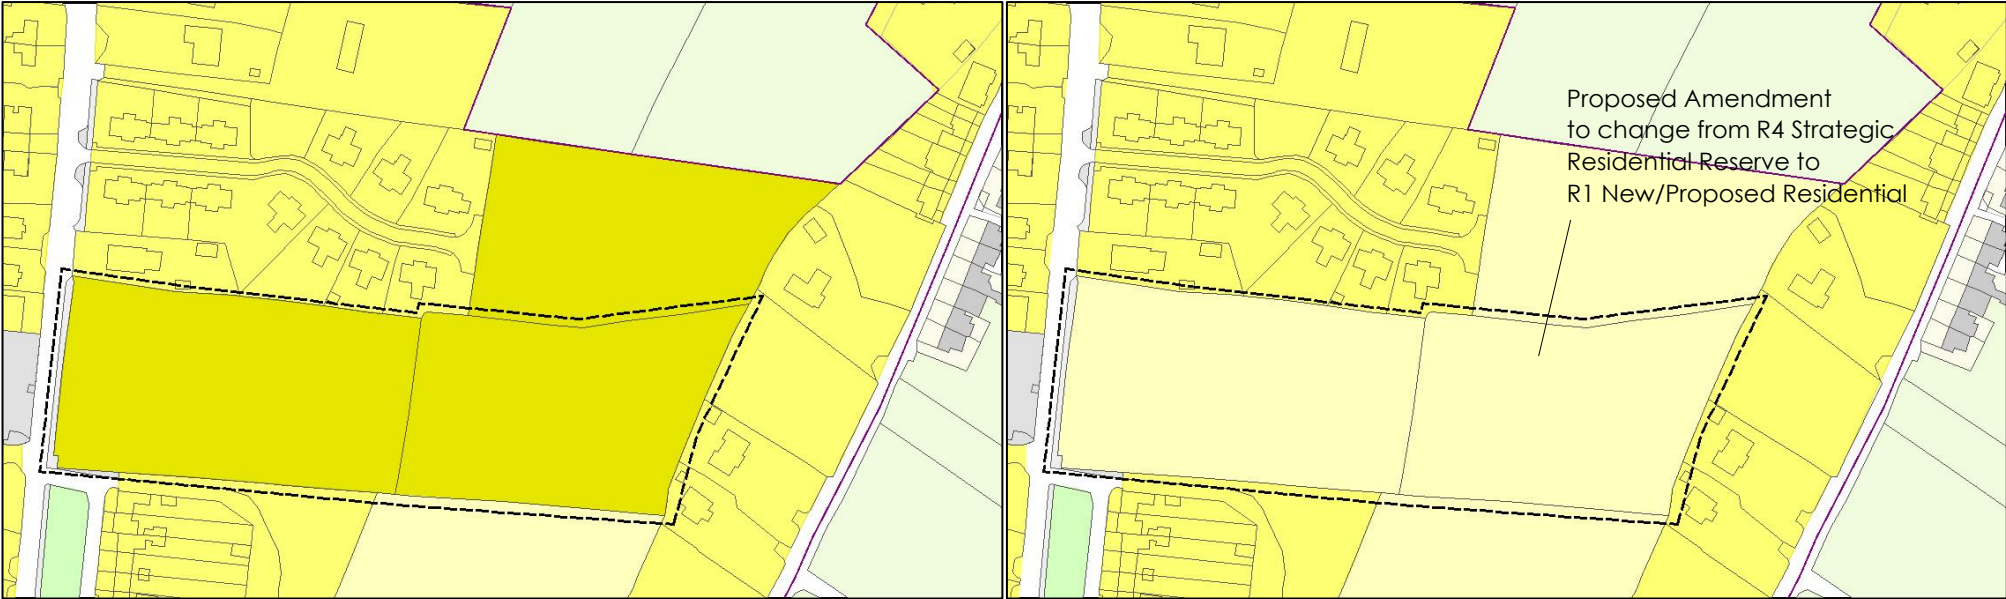 Proposed Amendment
to change from R4 Strategic
Residential Reserve to
R1 New/Proposed Residential